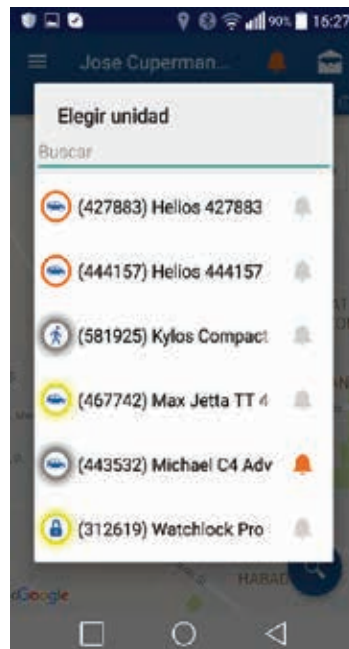 90% 16:27
Jose Cuperman...
Elegir unidad
Buscar
(427883) Helios 427883
(444157) Helios 444157
(581925) Kylos Compact
(467742) Max Jetta TT 4
(443532) Michael C4 Adv
(312619) Watchlock Pro
HABAD
Google